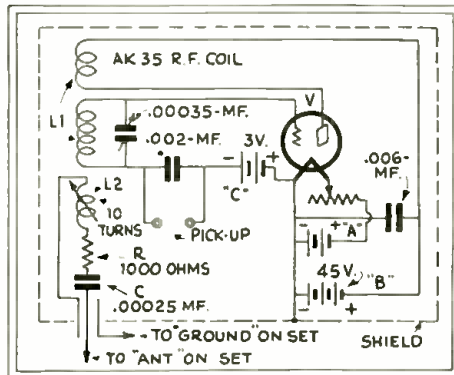 AK 35 R.F. COIL
L1
.00035-MF.
V
.002-MF.
3V.
- +
"C"
.006-
MF.
L2
10
TURNS
PICK-UP
- + "A"
R
1000 OHMS
45V. "B"
C
.00025 MF.
- +
TO "GROUND" ON SET
SHIELD
TO "ANT" ON SET